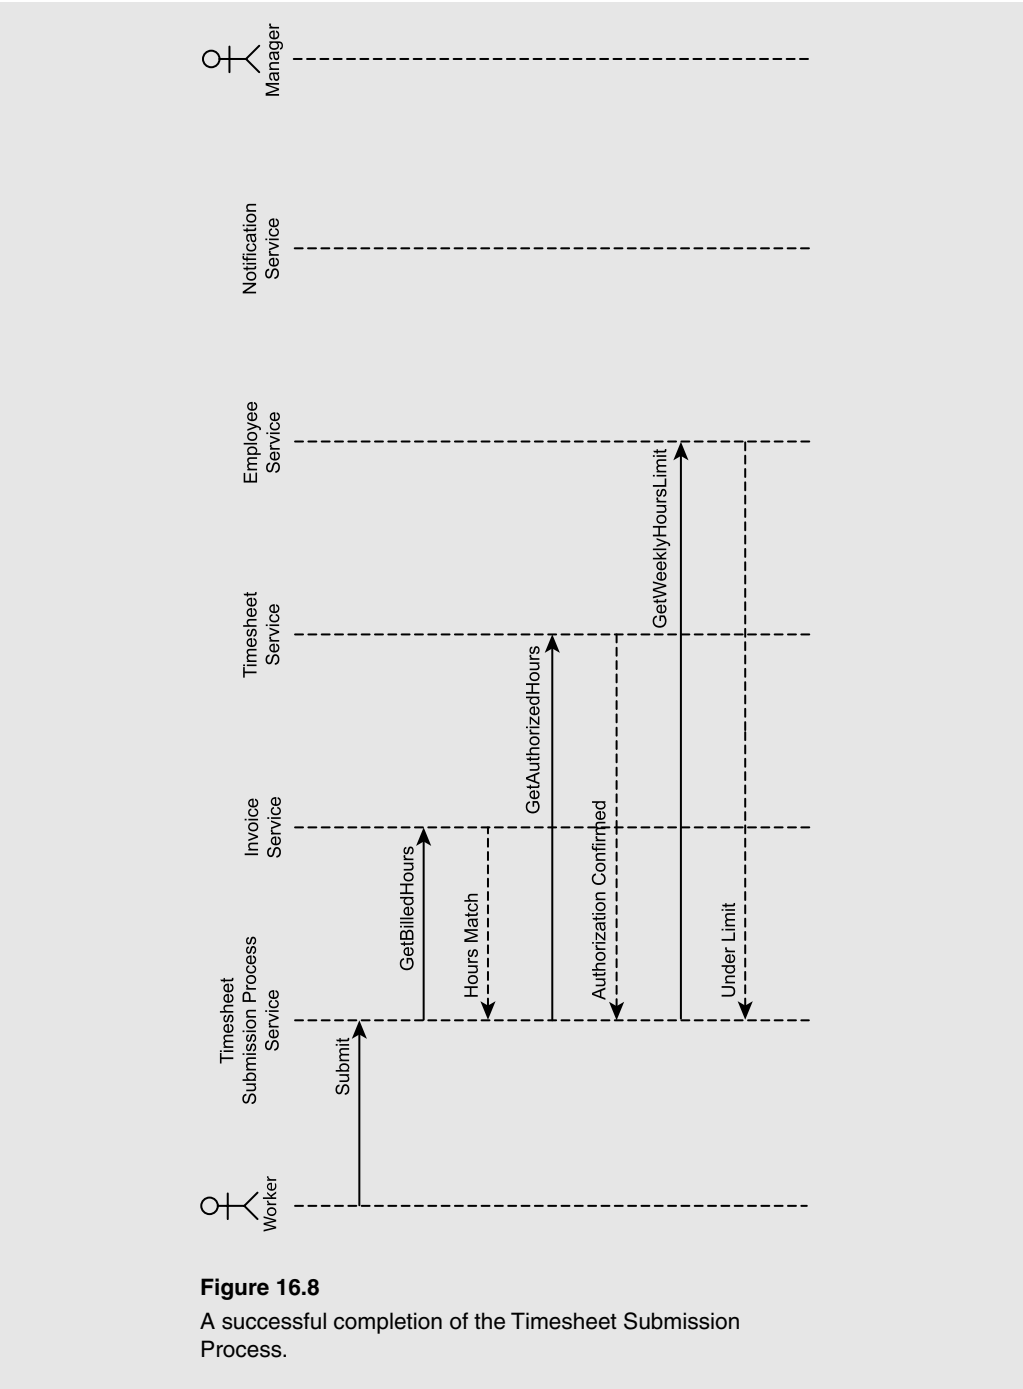 Worker
Timesheet
Submission Process
Service
Invoice
Service
Timesheet
Service
Employee
Service
Notification
Service
Manager
Submit
GetBilledHours
Hours Match
GetAuthorizedHours
Authorization Confirmed
GetWeeklyHoursLimit
Under Limit
Figure 16.8
A successful completion of the Timesheet Submission
Process.